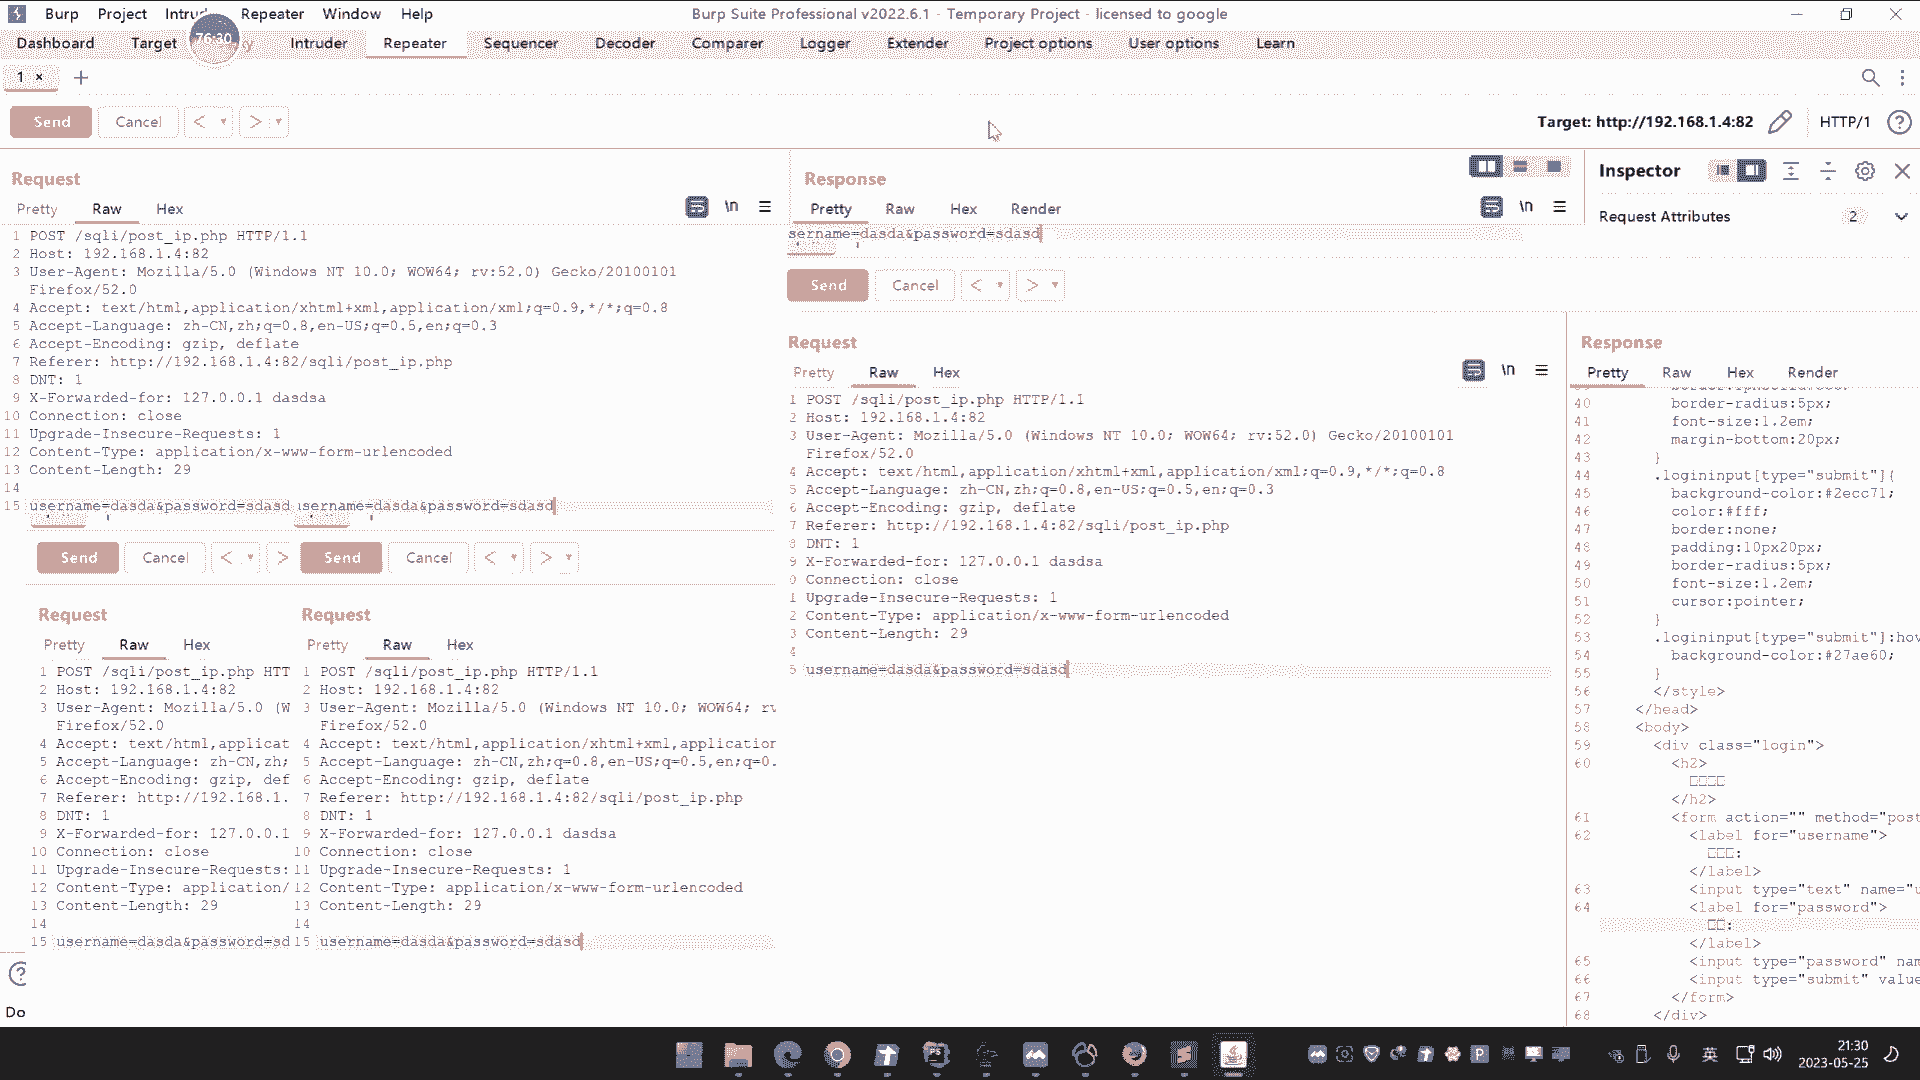 Burp Project Intru Repeater Window Help
Burp Suite Professional v2022.6.1 - Temporary Project - licensed to google
76:30
Dashboard Target Intruder Repeater Sequencer Decoder Comparer Logger Extender Project options User options Learn
1 ×
Send Cancel < >
Target: http://192.168.1.4:82 HTTP/1
Request
Pretty Raw Hex
\n
1 POST /sqli/post_ip.php HTTP/1.1
2 Host: 192.168.1.4:82
3 User-Agent: Mozilla/5.0 (Windows NT 10.0; WOW64; rv:52.0) Gecko/20100101
Firefox/52.0
4 Accept: text/html,application/xhtml+xml,application/xml;q=0.9,*/*;q=0.8
5 Accept-Language: zh-CN,zh;q=0.8,en-US;q=0.5,en;q=0.3
6 Accept-Encoding: gzip, deflate
7 Referer: http://192.168.1.4:82/sqli/post_ip.php
8 DNT: 1
9 X-Forwarded-for: 127.0.0.1 dasdsa
10 Connection: close
11 Upgrade-Insecure-Requests: 1
12 Content-Type: application/x-www-form-urlencoded
13 Content-Length: 29
14
15 username=dasda&password=sdasd username=dasda&password=sdasd
Send Cancel < >
Send Cancel < >
Request
Pretty Raw Hex
1 POST /sqli/post_ip.php HTT
2 Host: 192.168.1.4:82
3 User-Agent: Mozilla/5.0 (W
Firefox/52.0
4 Accept: text/html,applicat
5 Accept-Language: zh-CN,zh;
6 Accept-Encoding: gzip, def
7 Referer: http://192.168.1.
8 DNT: 1
9 X-Forwarded-for: 127.0.0.1
10 Connection: close
11 Upgrade-Insecure-Requests:
12 Content-Type: application/
13 Content-Length: 29
14
15 username=dasda&password=sd
Request
Pretty Raw Hex
1 POST /sqli/post_ip.php HTTP/1.1
2 Host: 192.168.1.4:82
3 User-Agent: Mozilla/5.0 (Windows NT 10.0; WOW64; rv
Firefox/52.0
4 Accept: text/html,application/xhtml+xml,application
5 Accept-Language: zh-CN,zh;q=0.8,en-US;q=0.5,en;q=0.
6 Accept-Encoding: gzip, deflate
7 Referer: http://192.168.1.4:82/sqli/post_ip.php
8 DNT: 1
9 X-Forwarded-for: 127.0.0.1 dasdsa
10 Connection: close
11 Upgrade-Insecure-Requests: 1
12 Content-Type: application/x-www-form-urlencoded
13 Content-Length: 29
14
15 username=dasda&password=sdasd
Do
Response
Pretty Raw Hex Render
\n
sername=dasda&password=sdasd
Send Cancel < >
Request
Pretty Raw Hex
\n
1 POST /sqli/post_ip.php HTTP/1.1
2 Host: 192.168.1.4:82
3 User-Agent: Mozilla/5.0 (Windows NT 10.0; WOW64; rv:52.0) Gecko/20100101
Firefox/52.0
4 Accept: text/html,application/xhtml+xml,application/xml;q=0.9,*/*;q=0.8
5 Accept-Language: zh-CN,zh;q=0.8,en-US;q=0.5,en;q=0.3
6 Accept-Encoding: gzip, deflate
7 Referer: http://192.168.1.4:82/sqli/post_ip.php
8 DNT: 1
9 X-Forwarded-for: 127.0.0.1 dasdsa
0 Connection: close
1 Upgrade-Insecure-Requests: 1
2 Content-Type: application/x-www-form-urlencoded
3 Content-Length: 29
4
5 username=dasda&password=sdasd
Inspector
Request Attributes 2
Response
Pretty Raw Hex Render
40 border-radius:5px;
41 font-size:1.2em;
42 margin-bottom:20px;
43 }
44 .logininput[type="submit"]{
45 background-color:#2ecc71;
46 color:#fff;
47 border:none;
48 padding:10px20px;
49 border-radius:5px;
50 font-size:1.2em;
51 cursor:pointer;
52 }
53 .logininput[type="submit"]:hov
54 background-color:#27ae60;
55 }
56 </style>
57 </head>
58 <body>
59 <div class="login">
60 <h2>
□□□□
</h2>
61 <form action="" method="post
62 <label for="username">
□□□:
</label>
63 <input type="text" name="u
64 <label for="password">
□□:
</label>
65 <input type="password" nam
66 <input type="submit" value
67 </form>
68 </div>
英
21:30
2023-05-25